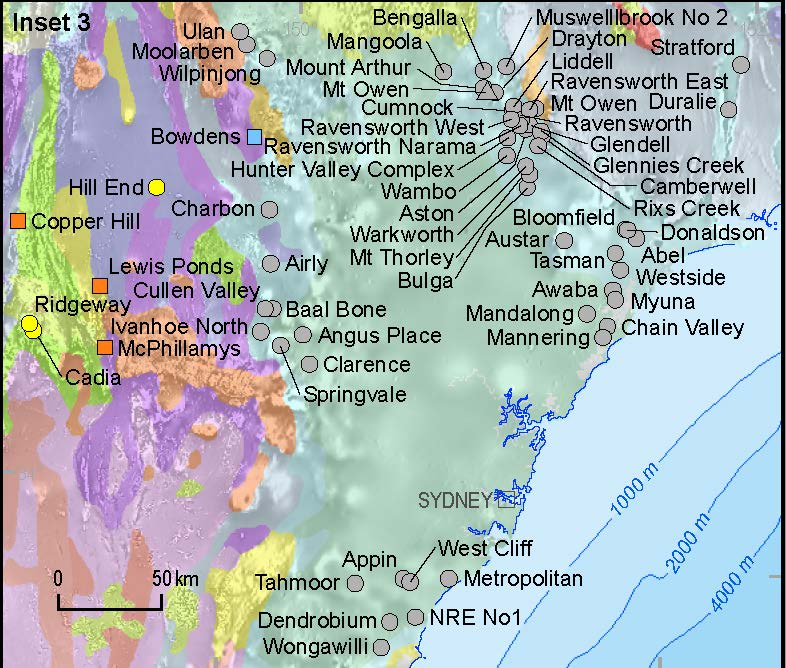 Inset 3
150
152
Ulan
Moolarben
Wilpinjong
Bengalla
Mangoola
Mount Arthur
Mt Owen
Cumnock
Ravensworth West
Ravensworth Narama
Hunter Valley Complex
Wambo
Aston
Warkworth
Mt Thorley
Bulga
Muswellbrook No 2
Drayton
Liddell
Ravensworth East
Mt Owen
Ravensworth
Glendell
Glennies Creek
Camberwell
Rixs Creek
Stratford
Duralie
Bowdens
Hill End
Charbon
Copper Hill
Airly
Lewis Ponds
Cullen Valley
Ridgeway
Baal Bone
Ivanhoe North
Angus Place
McPhillamys
Clarence
Cadia
Springvale
Bloomfield
Donaldson
Austar
Abel
Tasman
Westside
Awaba
Myuna
Mandalong
Chain Valley
Mannering
SYDNEY
1000 m
2000 m
4000 m
Appin
West Cliff
Tahmoor
Metropolitan
Dendrobium
NRE No1
Wongawilli
0 50 km